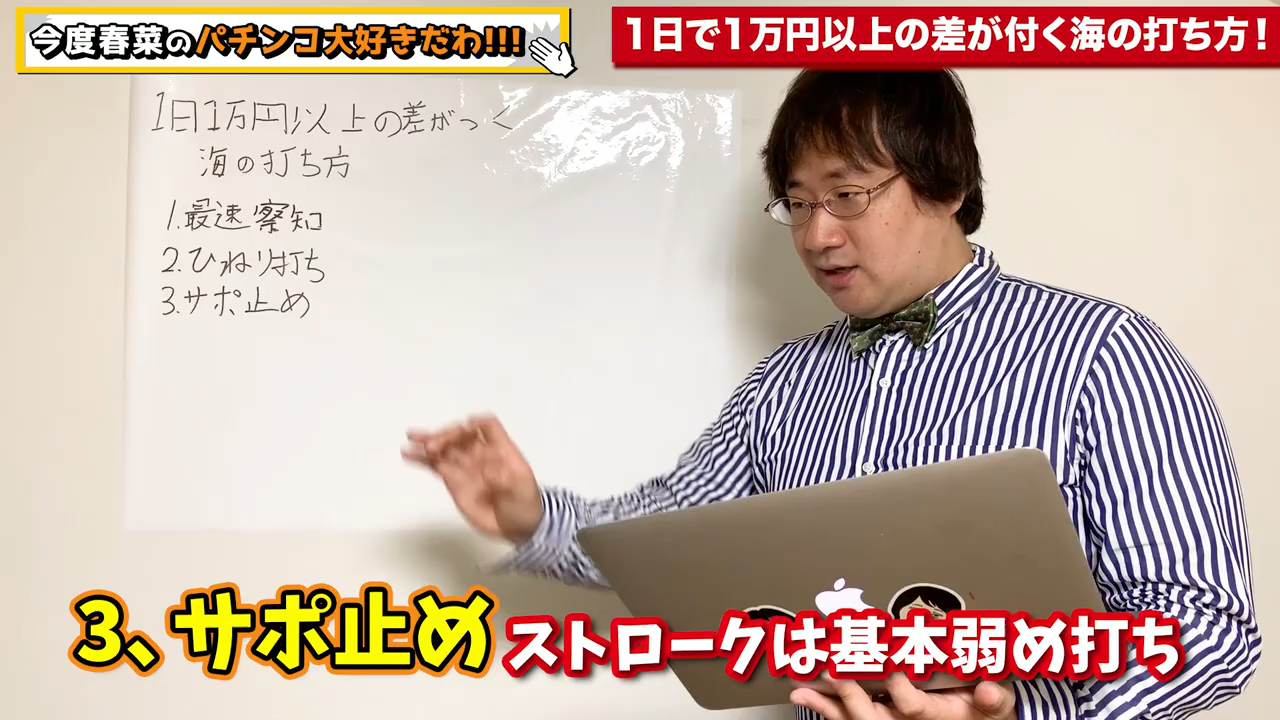 今度春菜のパチンコ大好きだわ!!!
1日で1万円以上の差が付く海の打ち方！
1日1万円以上の差がつく
海の打ち方
1.最速察知
2.ひねり打ち
3.サポ止め
3、サポ止め ストロークは基本弱め打ち